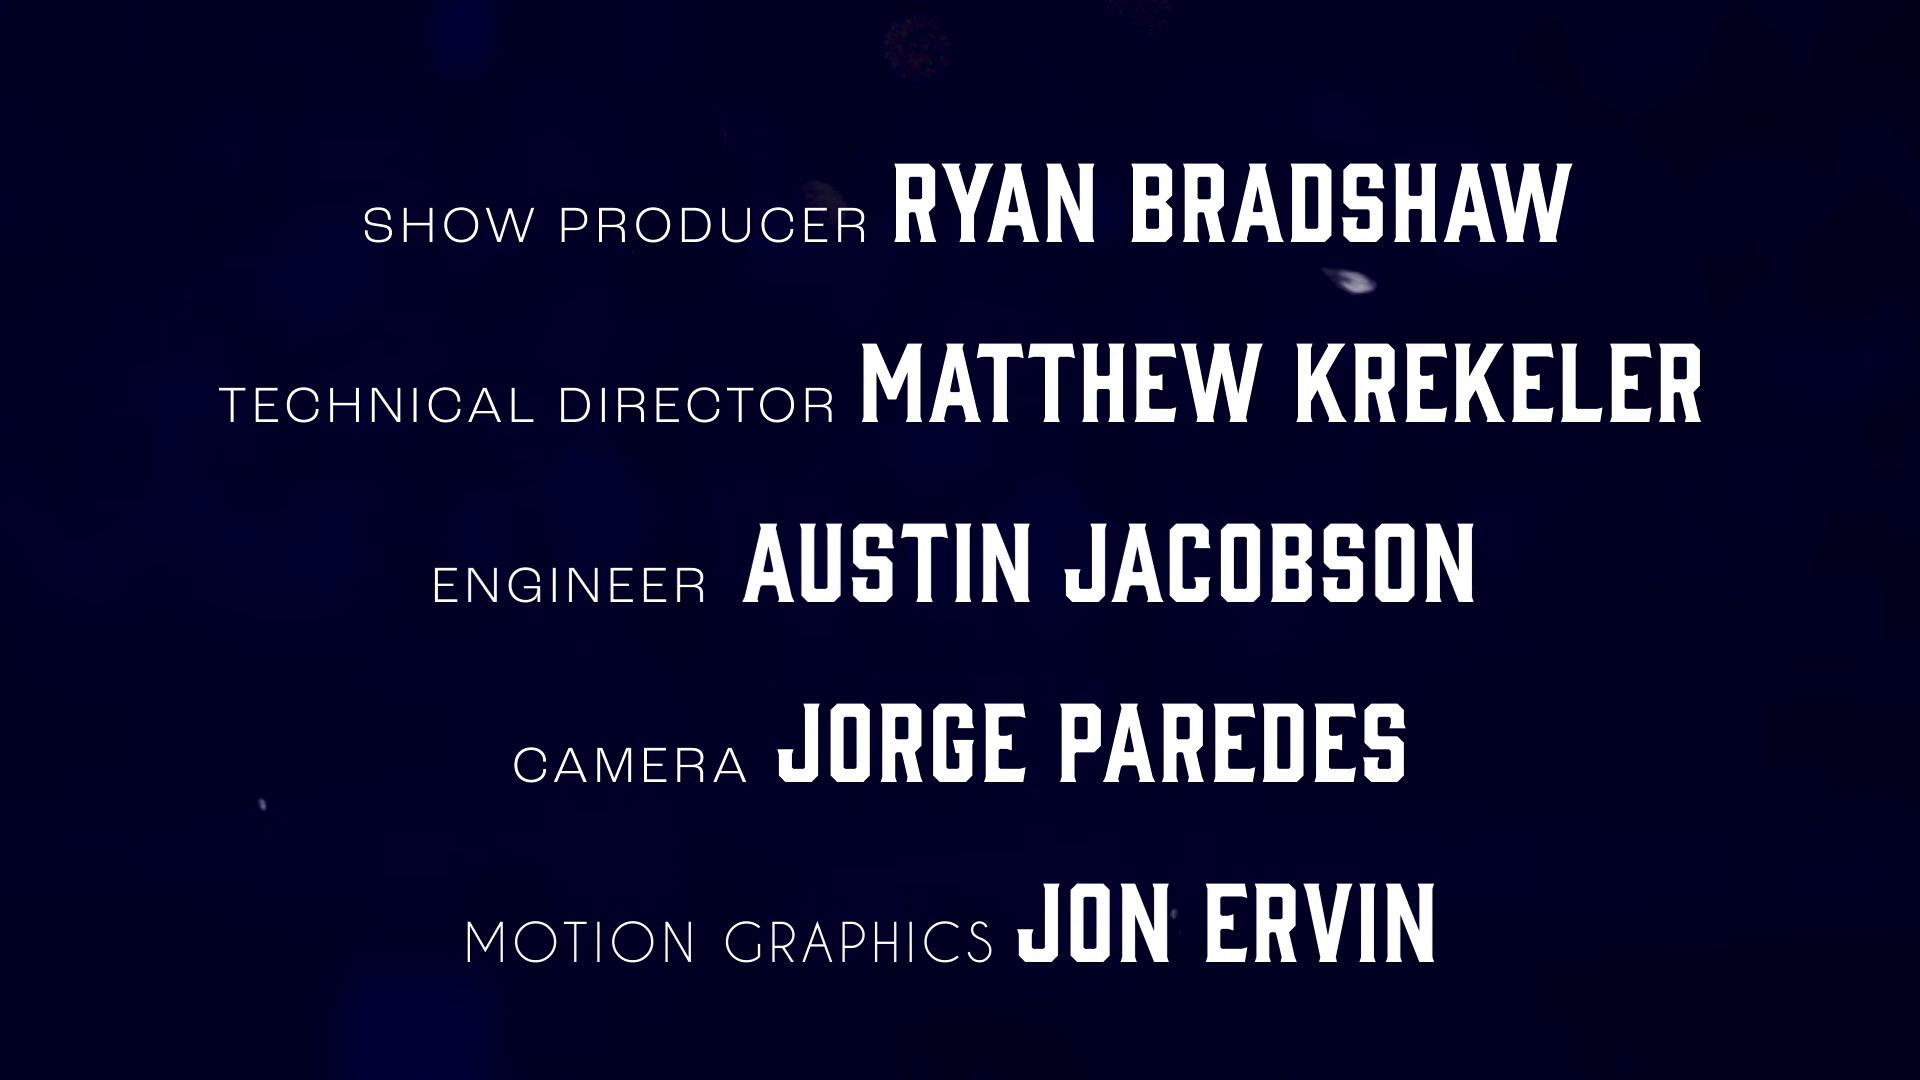 SHOW PRODUCER RYAN BRADSHAW
TECHNICAL DIRECTOR MATTHEW KREKELER
ENGINEER AUSTIN JACOBSON
CAMERA JORGE PAREDES
MOTION GRAPHICS JON ERVIN